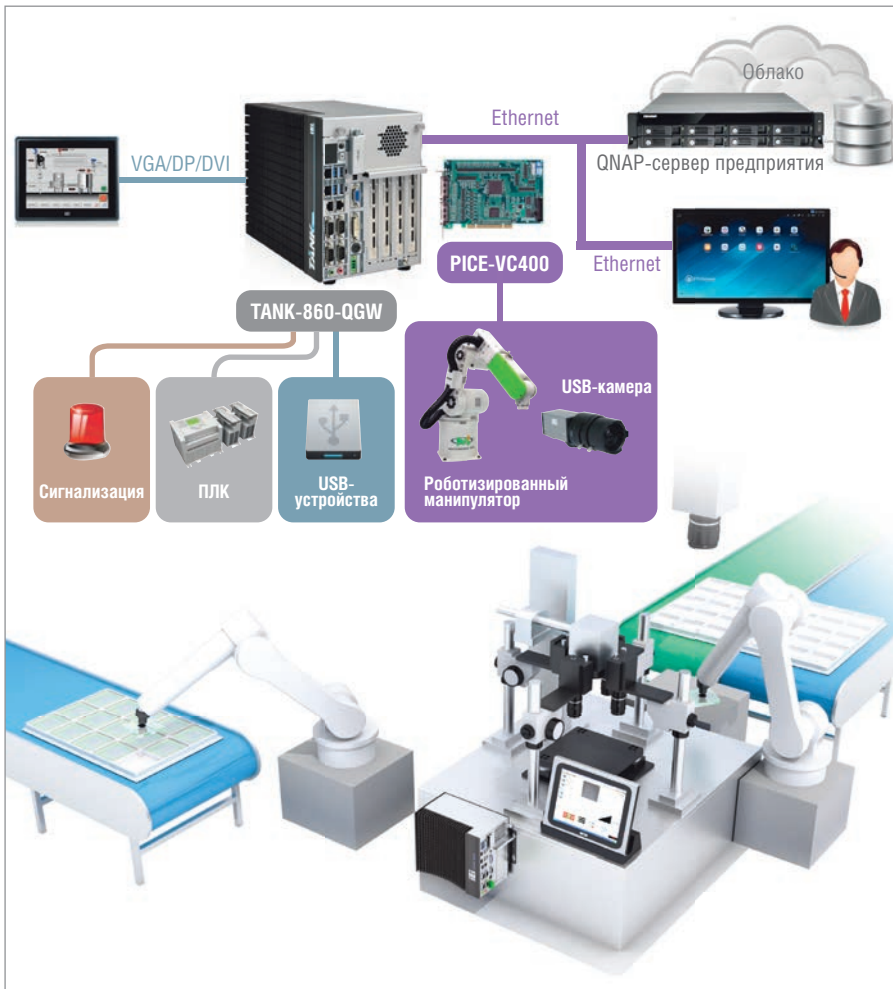 Облако
Ethernet
VGA/DP/DVI
QNAP-сервер предприятия
TANK
PICE-VC400
Ethernet
TANK-860-QGW
USB-камера
Сигнализация
ПЛК
USB-
устройства
Роботизированный
манипулятор